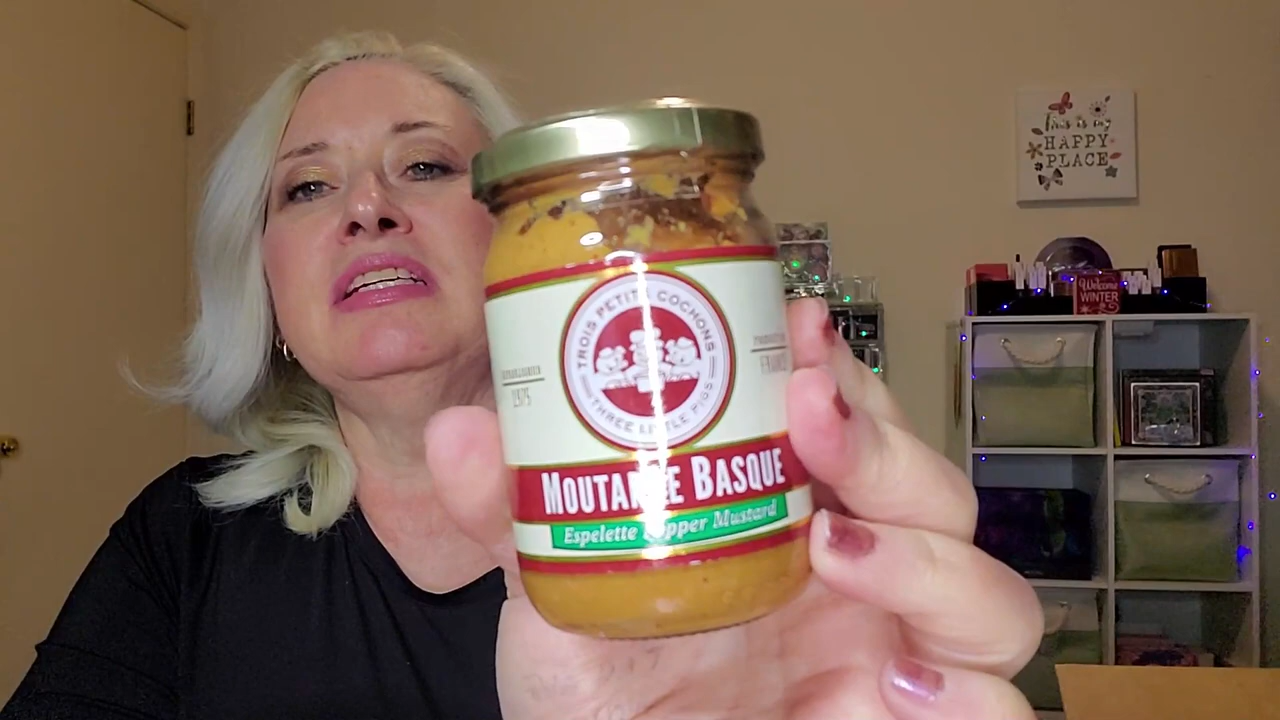 This is my
HAPPY
PLACE
Welcome
WINTER
TROIS PETITS COCHONS
THREE LITTLE PIGS
1975
FRANCE
MOUTARDE BASQUE
Espelette Pepper Mustard